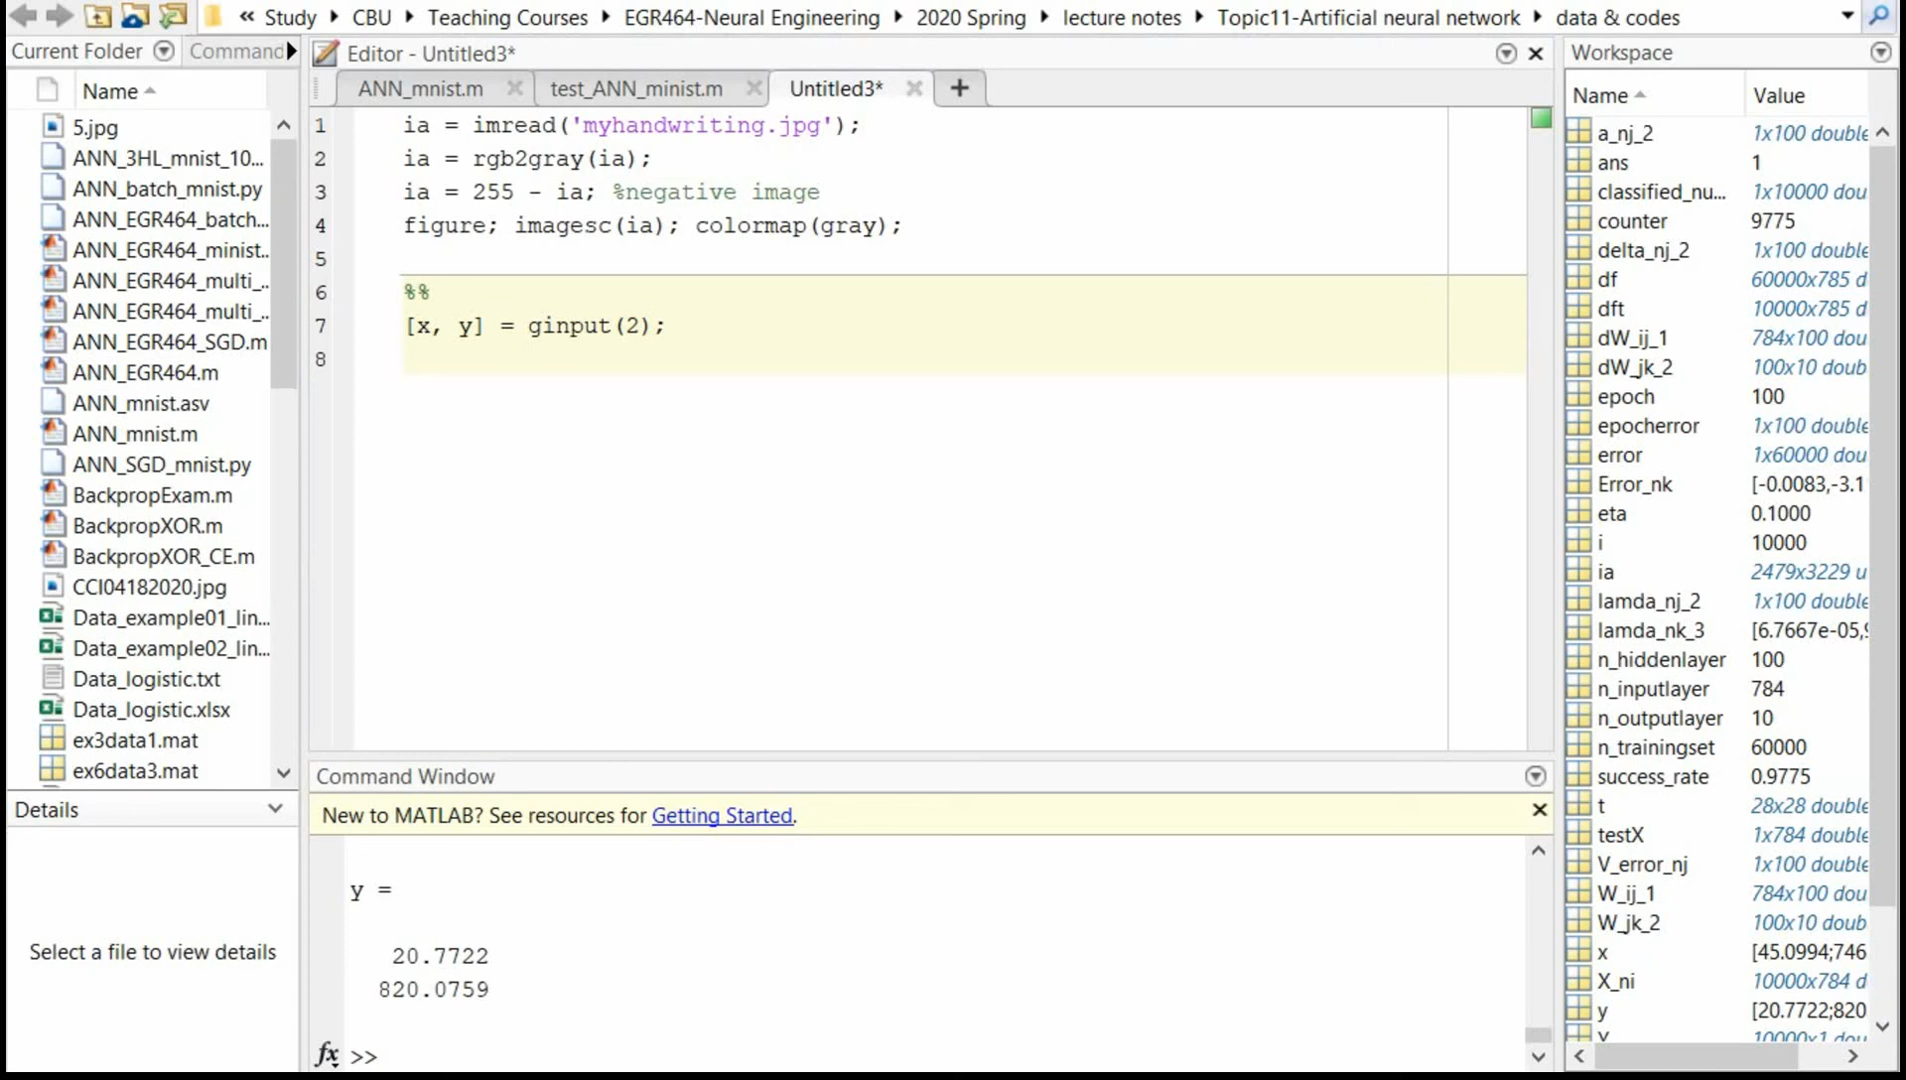 « Study CBU Teaching Courses EGR464-Neural Engineering 2020 Spring lecture notes Topic11-Artificial neural network data & codes
Current Folder Command
Name
5.jpg
ANN_3HL_mnist_10...
ANN_batch_mnist.py
ANN_EGR464_batch...
ANN_EGR464_minist...
ANN_EGR464_multi_...
ANN_EGR464_multi_...
ANN_EGR464_SGD.m
ANN_EGR464.m
ANN_mnist.asv
ANN_mnist.m
ANN_SGD_mnist.py
BackpropExam.m
BackpropXOR.m
BackpropXOR_CE.m
CCI04182020.jpg
Data_example01_lin...
Data_example02_lin...
Data_logistic.txt
Data_logistic.xlsx
ex3data1.mat
ex6data3.mat
Details
Select a file to view details
Editor - Untitled3*
ANN_mnist.m test_ANN_minist.m Untitled3* +
1 ia = imread('myhandwriting.jpg');
2 ia = rgb2gray(ia);
3 ia = 255 - ia; %negative image
4 figure; imagesc(ia); colormap(gray);
5
6 %%
7 [x, y] = ginput(2);
8
Command Window
New to MATLAB? See resources for Getting Started.
y =
20.7722
820.0759
fx >>
Workspace
Name Value
a_nj_2 1x100 double
ans 1
classified_nu... 1x10000 dou
counter 9775
delta_nj_2 1x100 double
df 60000x785 d
dft 10000x785 d
dW_ij_1 784x100 doub
dW_jk_2 100x10 doub
epoch 100
epocherror 1x100 double
error 1x60000 dou
Error_nk [-0.0083,-3.1
eta 0.1000
i 10000
ia 2479x3229 u
lamda_nj_2 1x100 double
lamda_nk_3 [6.7667e-05,9
n_hiddenlayer 100
n_inputlayer 784
n_outputlayer 10
n_trainingset 60000
success_rate 0.9775
t 28x28 double
testX 1x784 double
V_error_nj 1x100 double
W_ij_1 784x100 doub
W_jk_2 100x10 doub
x [45.0994;746
X_ni 10000x784 d
y [20.7722;820
Y 10000x1 dou